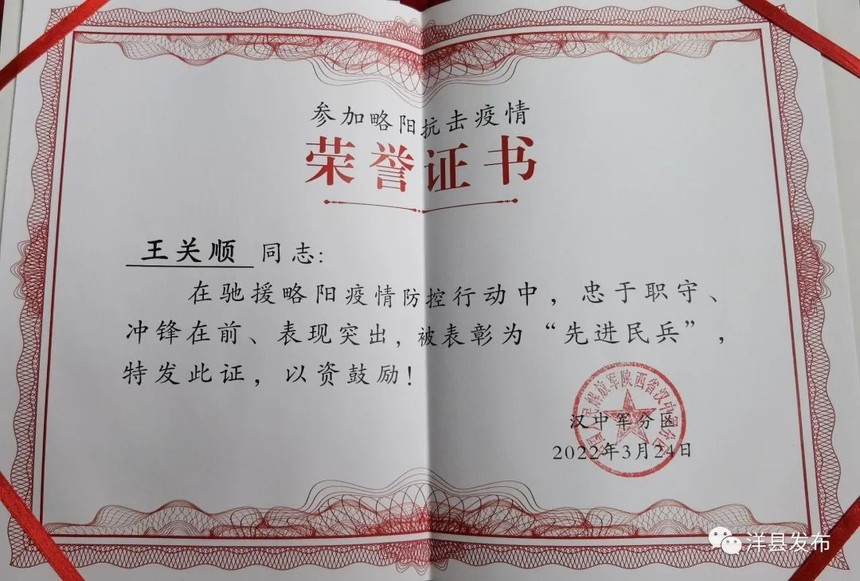 参加略阳抗击疫情
荣誉证书
王关顺 同志：
在驰援略阳疫情防控行动中，忠于职守、
冲锋在前、表现突出，被表彰为“先进民兵”，
特发此证，以资鼓励！
汉中军分区
2022年3月24日
洋县发布